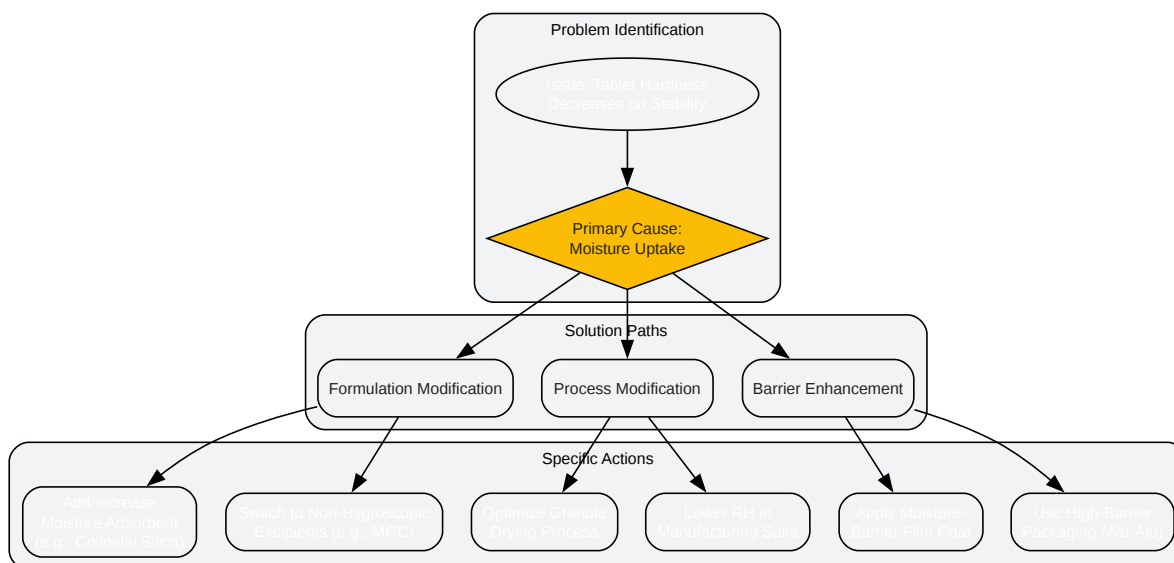 Problem Identification
Issue: Tablet Hardness
Decreases on Stability
Primary Cause:
Moisture Uptake
Solution Paths
Formulation Modification
Process Modification
Barrier Enhancement
Specific Actions
Add/Increase
Moisture Adsorbent
(e.g., Colloidal Silica)
Switch to Non-Hygroscopic
Excipients (e.g., MCC)
Optimize Granule
Drying Process
Lower RH in
Manufacturing Suite
Apply Moisture-
Barrier Film Coat
Use High-Barrier
Packaging (Alu-Alu)